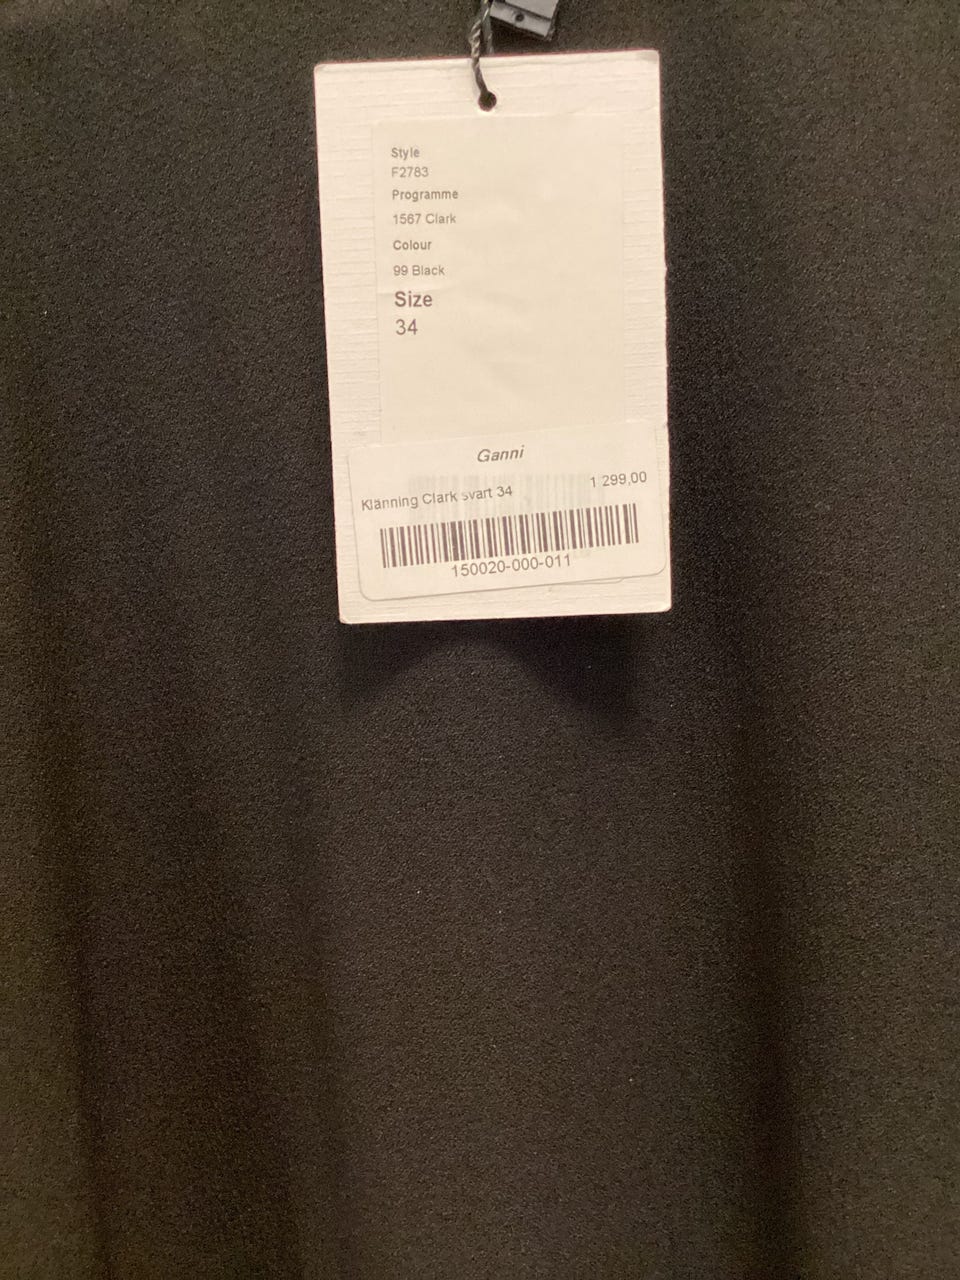 Style
F2783
Programme
1567 Clark
Colour
99 Black
Size
34
Ganni
Klänning Clark svart 34 1 299,00
150020-000-011